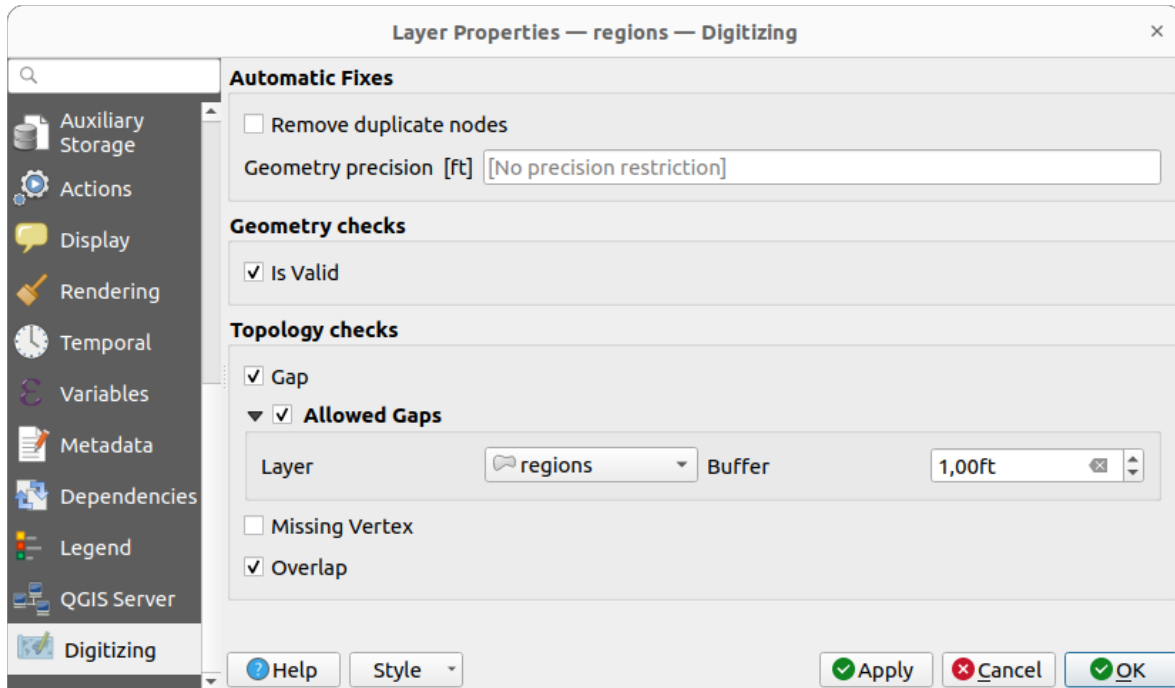 Layer Properties — regions — Digitizing
Auxiliary
Storage
Actions
Display
Rendering
Temporal
Variables
Metadata
Dependencies
Legend
QGIS Server
Digitizing
Automatic Fixes
Remove duplicate nodes
Geometry precision [ft] [No precision restriction]
Geometry checks
Is Valid
Topology checks
Gap
Allowed Gaps
Layer regions Buffer 1,00ft
Missing Vertex
Overlap
Help Style Apply Cancel OK